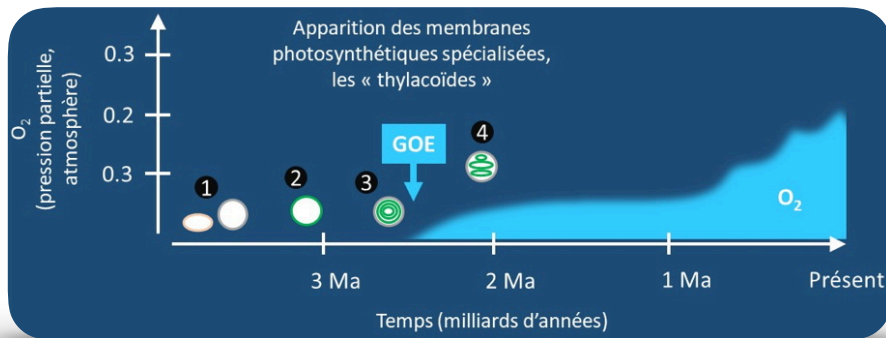 Apparition des membranes
photosynthétiques spécialisées,
les « thylacoïdes »
O₂
(pression partielle,
atmosphère)
0.3
0.2
0.3
1
2
3
4
GOE
O₂
3 Ma
2 Ma
1 Ma
Présent
Temps (milliards d'années)